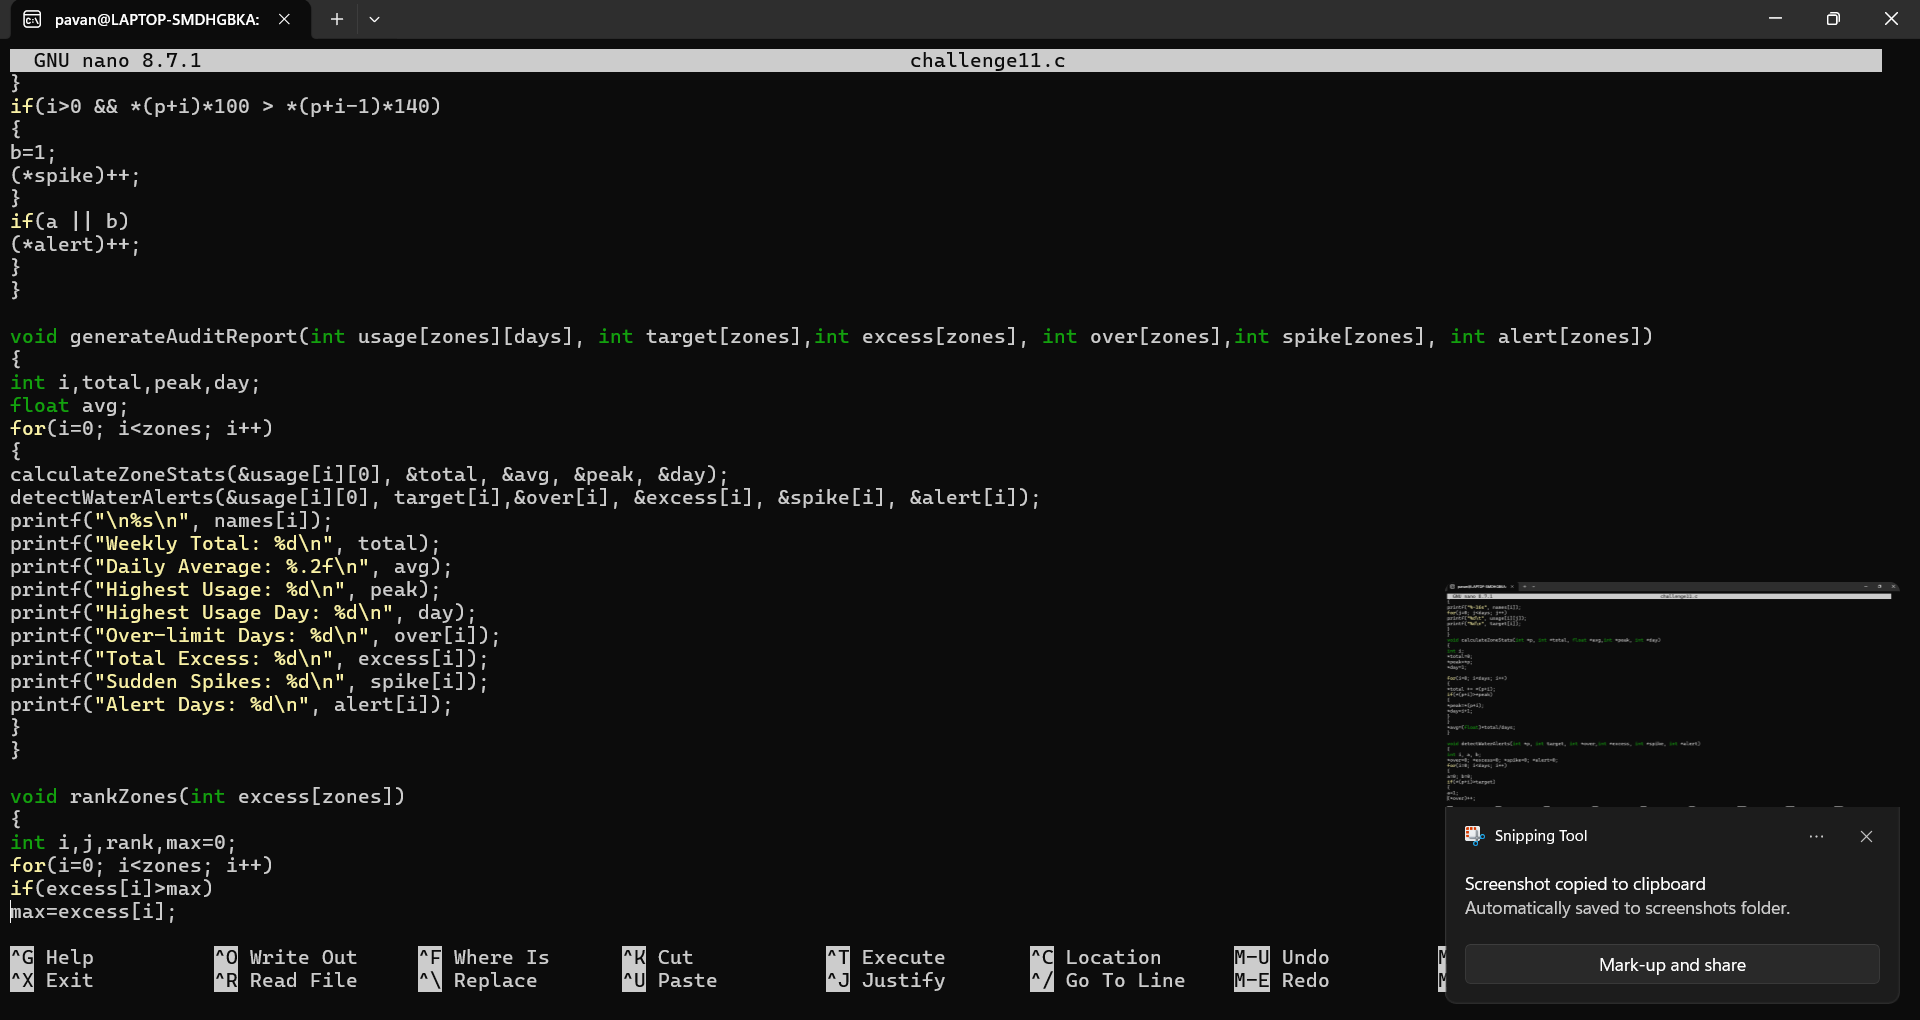 pavan@LAPTOP-SMDHGBKA:
GNU nano 8.7.1 challenge11.c
}
if(i>0 && *(p+i)*100 > *(p+i-1)*140)
{
b=1;
(*spike)++;
}
if(a || b)
(*alert)++;
}
}
void generateAuditReport(int usage[zones][days], int target[zones],int excess[zones], int over[zones],int spike[zones], int alert[zones])
{
int i,total,peak,day;
float avg;
for(i=0; i<zones; i++)
{
calculateZoneStats(&usage[i][0], &total, &avg, &peak, &day);
detectWaterAlerts(&usage[i][0], target[i],&over[i], &excess[i], &spike[i], &alert[i]);
printf("\n%s\n", names[i]);
printf("Weekly Total: %d\n", total);
printf("Daily Average: %.2f\n", avg);
printf("Highest Usage: %d\n", peak);
printf("Highest Usage Day: %d\n", day);
printf("Over-limit Days: %d\n", over[i]);
printf("Total Excess: %d\n", excess[i]);
printf("Sudden Spikes: %d\n", spike[i]);
printf("Alert Days: %d\n", alert[i]);
}
}
void rankZones(int excess[zones])
{
int i,j,rank,max=0;
for(i=0; i<zones; i++)
if(excess[i]>max)
max=excess[i];
^G Help ^O Write Out ^F Where Is ^K Cut ^T Execute ^C Location M-U Undo
^X Exit ^R Read File ^\ Replace ^U Paste ^J Justify ^/ Go To Line M-E Redo
Snipping Tool
Screenshot copied to clipboard
Automatically saved to screenshots folder.
Mark-up and share